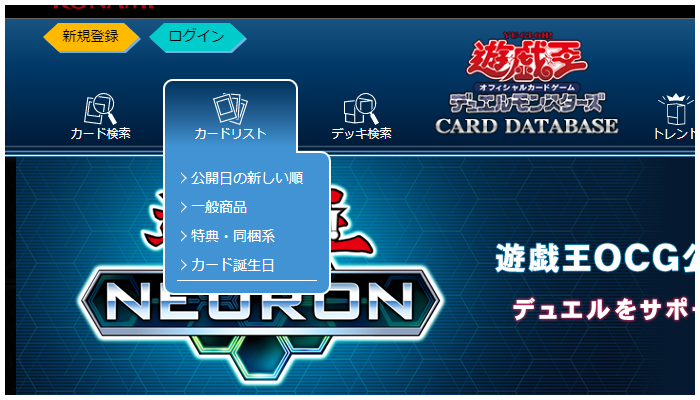 KONAMI
新規登録
ログイン
YU-GI-OH!
遊戯王
オフィシャルカードゲーム
デュエルモンスターズ
CARD DATABASE
カード検索
カードリスト
デッキ検索
トレンド
公開日の新しい順
一般商品
特典・同梱系
カード誕生日
NEURON
遊戯王OCG公
デュエルをサポー